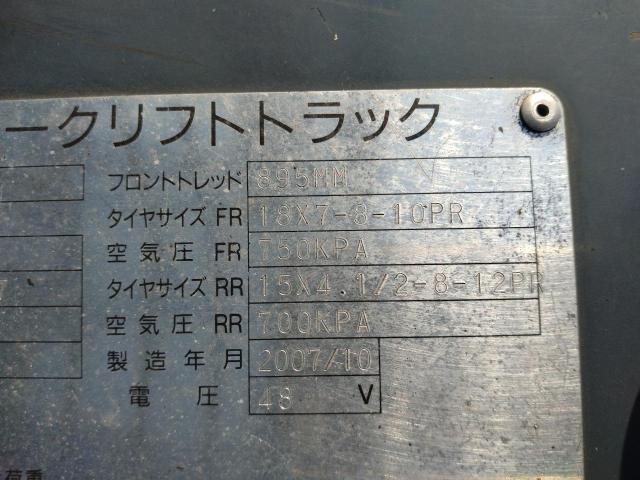 ークリフトトラック
フロントトレッド 895MM
タイヤサイズ FR 18X7-8-10PR
空気圧 FR 750KPA
タイヤサイズ RR 15X4.1/2-8-12PR
空気圧 RR 700KPA
製造年月 2007/10
電圧 48 V
荷重